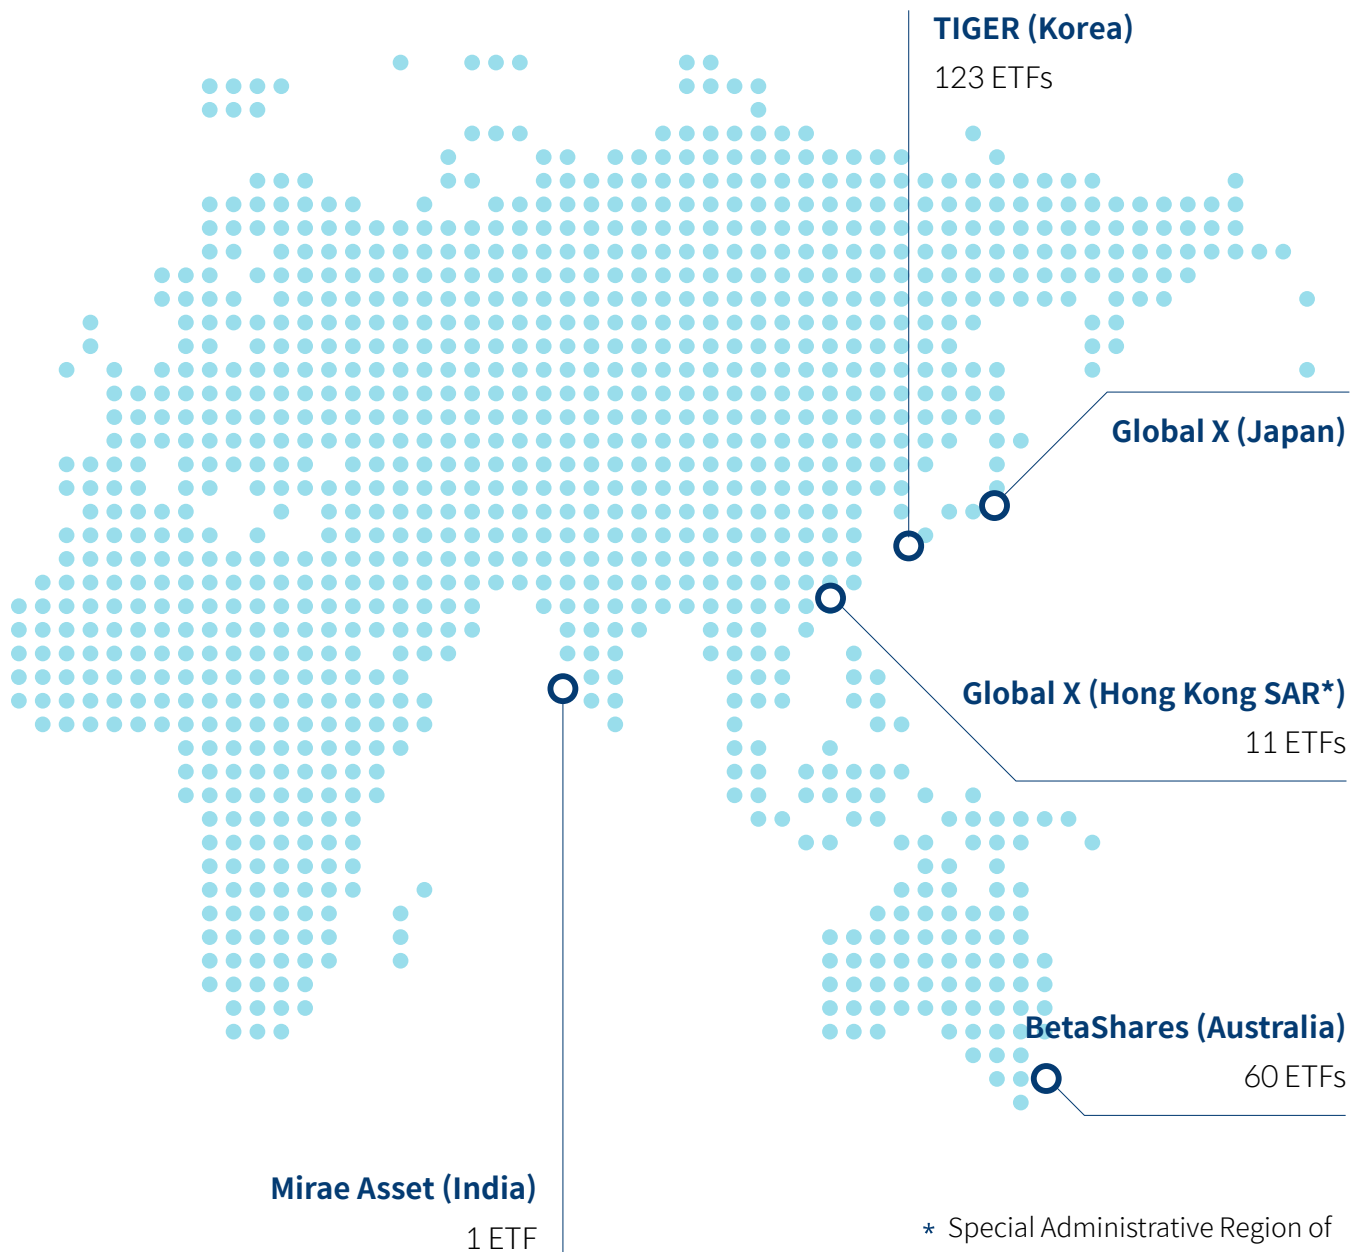 TIGER (Korea)
123 ETFs
Global X (Japan)
Global X (Hong Kong SAR*)
11 ETFs
BetaShares (Australia)
60 ETFs
Mirae Asset (India)
1 ETF
* Special Administrative Region of